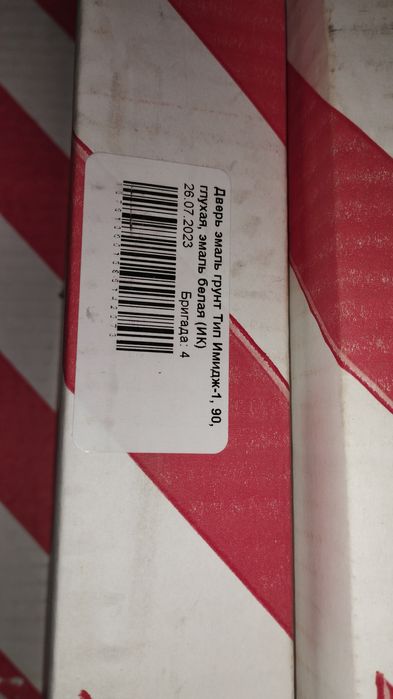 Дверь эмаль грунт Тип Имидж-1, 90,
глухая, эмаль белая (ИК)
26.07.2023 Бригада: 4